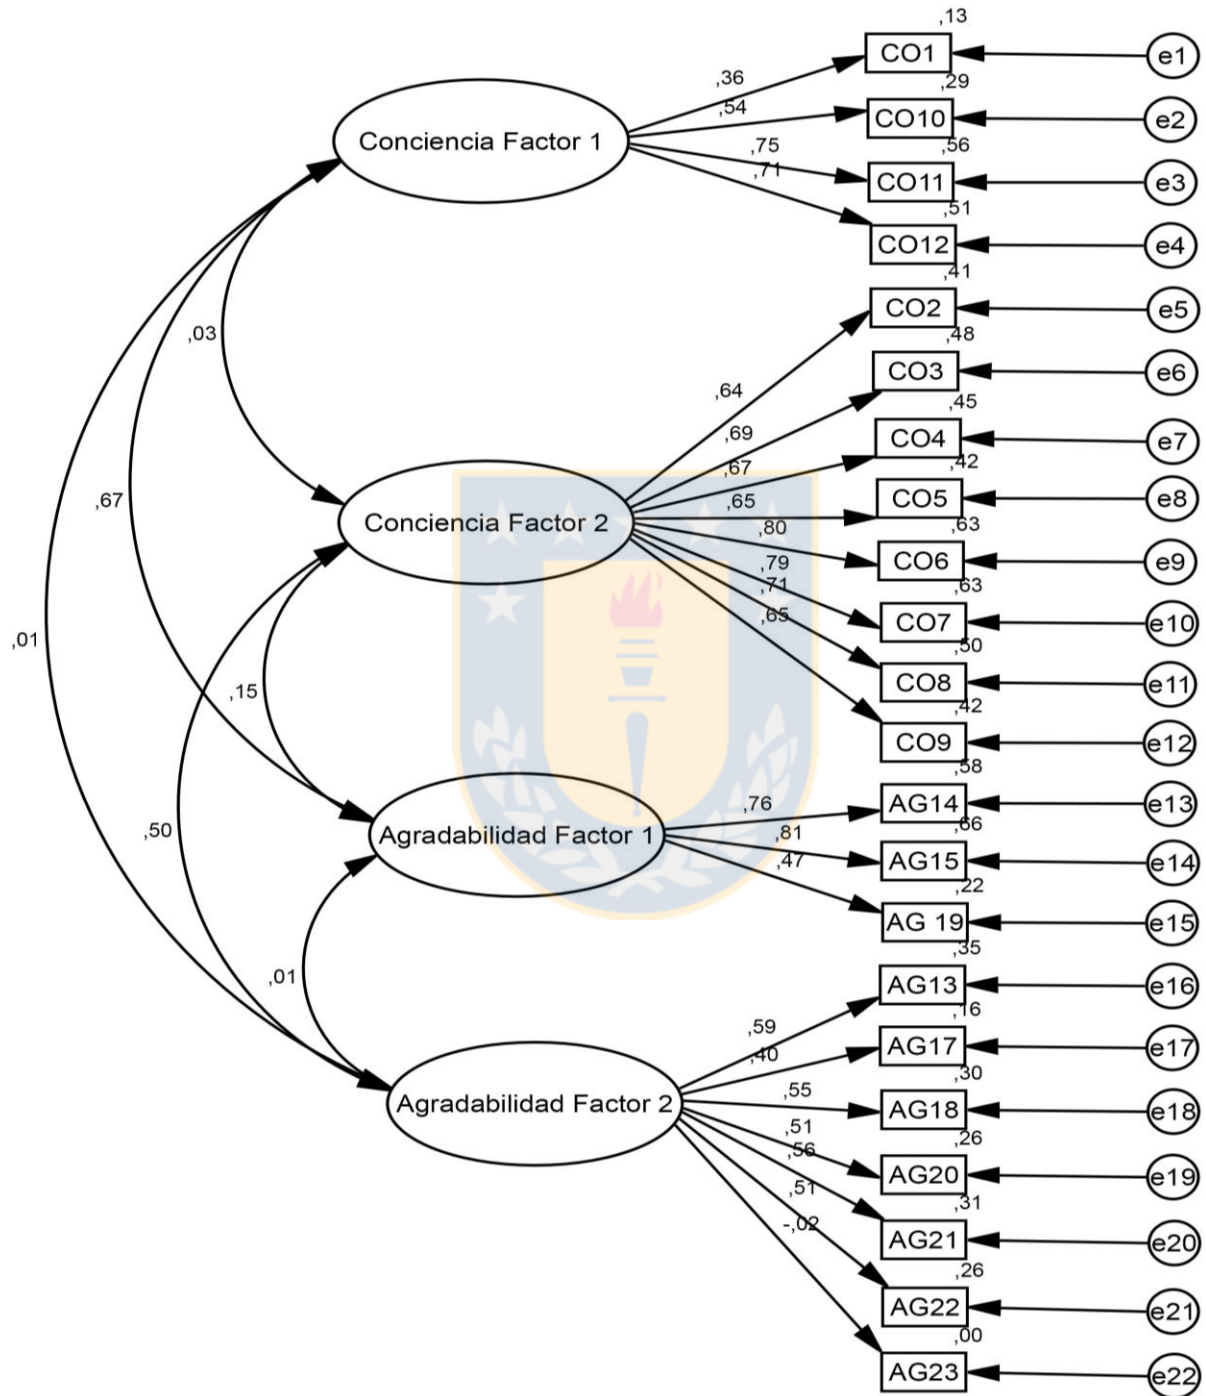 ,13
CO1
e1
,36
,29
,54
CO10
e2
Conciencia Factor 1
,56
,75
CO11
e3
,71
,51
CO12
e4
,41
CO2
e5
,03
,48
CO3
e6
,64
,45
,69
CO4
e7
,67
,42
,67
,65
CO5
e8
Conciencia Factor 2
,80
,63
CO6
e9
,79
,71
,63
,65
CO7
e10
,01
,50
CO8
e11
,15
,42
CO9
e12
,58
,76
AG14
e13
,50
Agradabilidad Factor 1
,81
,66
AG15
e14
,47
,22
AG 19
e15
,35
,01
AG13
e16
,59
,16
,40
AG17
e17
,30
,55
AG18
e18
Agradabilidad Factor 2
,51
,26
,56
AG20
e19
,51
,31
-,02
AG21
e20
,26
AG22
e21
,00
AG23
e22